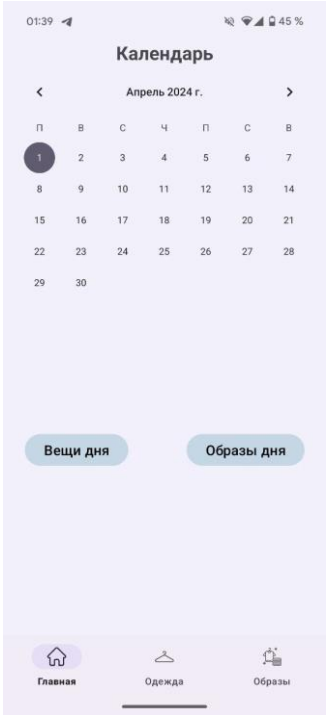 01:39 45 %
Календарь
Апрель 2024 г.
П В С Ч П С В
1 2 3 4 5 6 7
8 9 10 11 12 13 14
15 16 17 18 19 20 21
22 23 24 25 26 27 28
29 30
Вещи дня Образы дня
Главная Одежда Образы